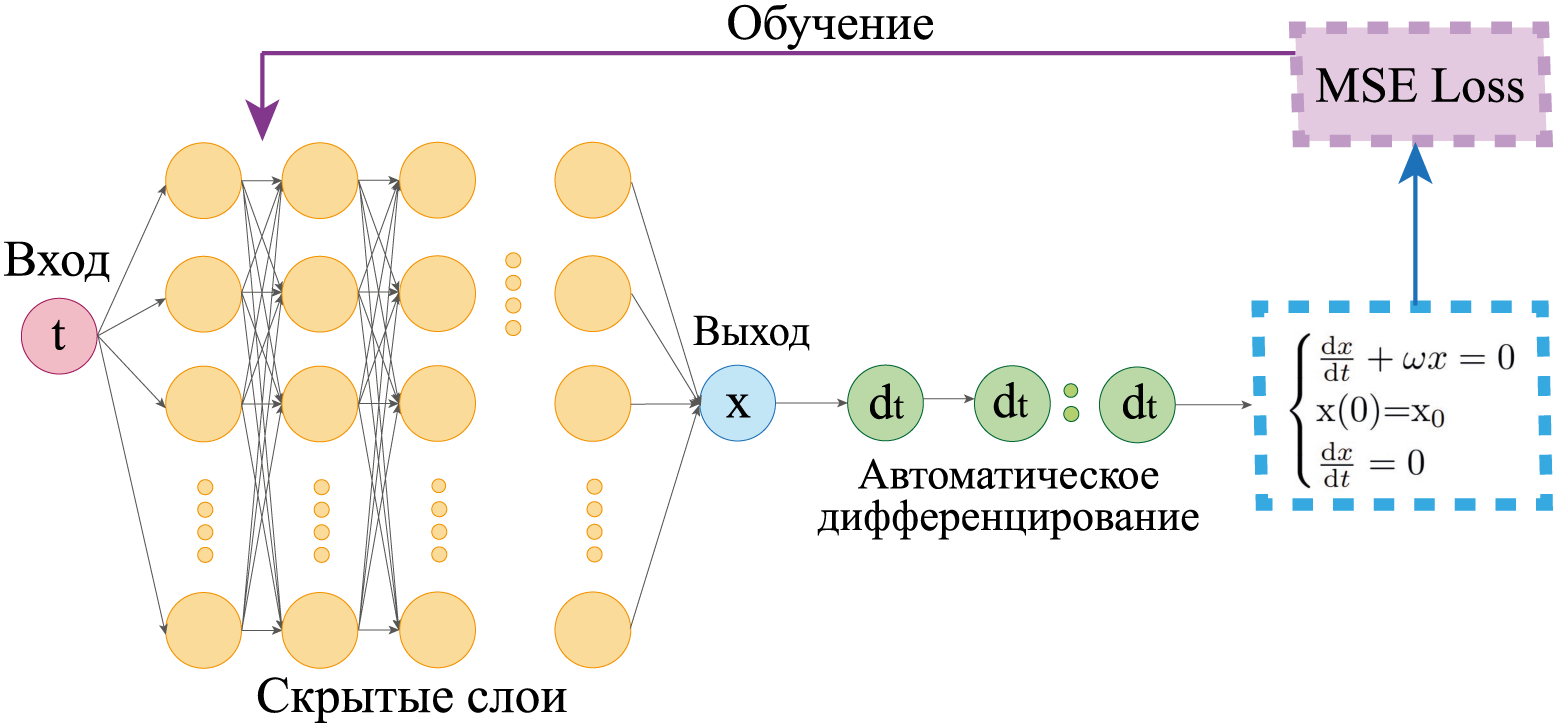 Обучение
MSE Loss
Вход
t
Выход
x
dt
dt
dt
Автоматическое
дифференцирование
dx/dt + ωx = 0
x(0)=x₀
dx/dt = 0
Скрытые слои